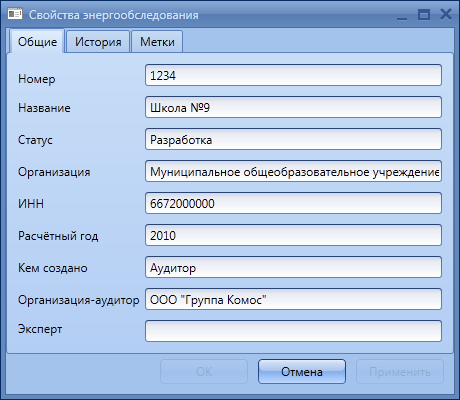 Свойства энергообследования
Общие История Метки
Номер 1234
Название Школа №9
Статус Разработка
Организация Муниципальное общеобразовательное учреждение
ИНН 6672000000
Расчётный год 2010
Кем создано Аудитор
Организация-аудитор ООО "Группа Комос"
Эксперт
ОК Отмена Применить